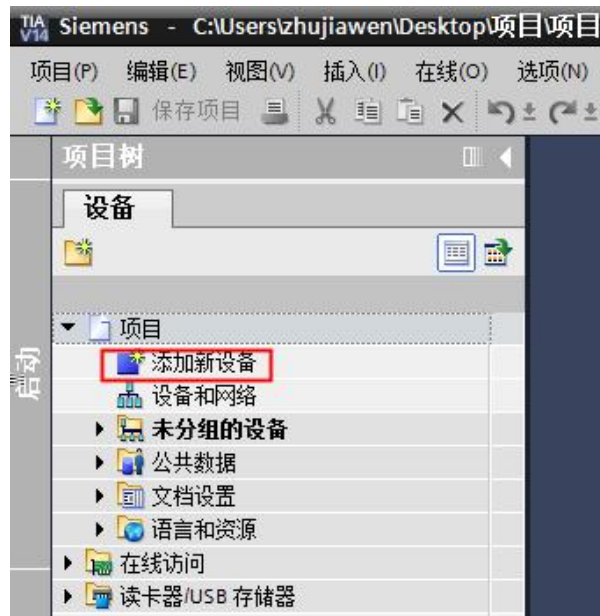 TIA V14 Siemens - C:\Users\zhujiawen\Desktop\项目\项目
项目(P) 编辑(E) 视图(V) 插入(I) 在线(O) 选项(N)
保存项目
项目树
设备
启动
项目
添加新设备
设备和网络
未分组的设备
公共数据
文档设置
语言和资源
在线访问
读卡器/USB 存储器